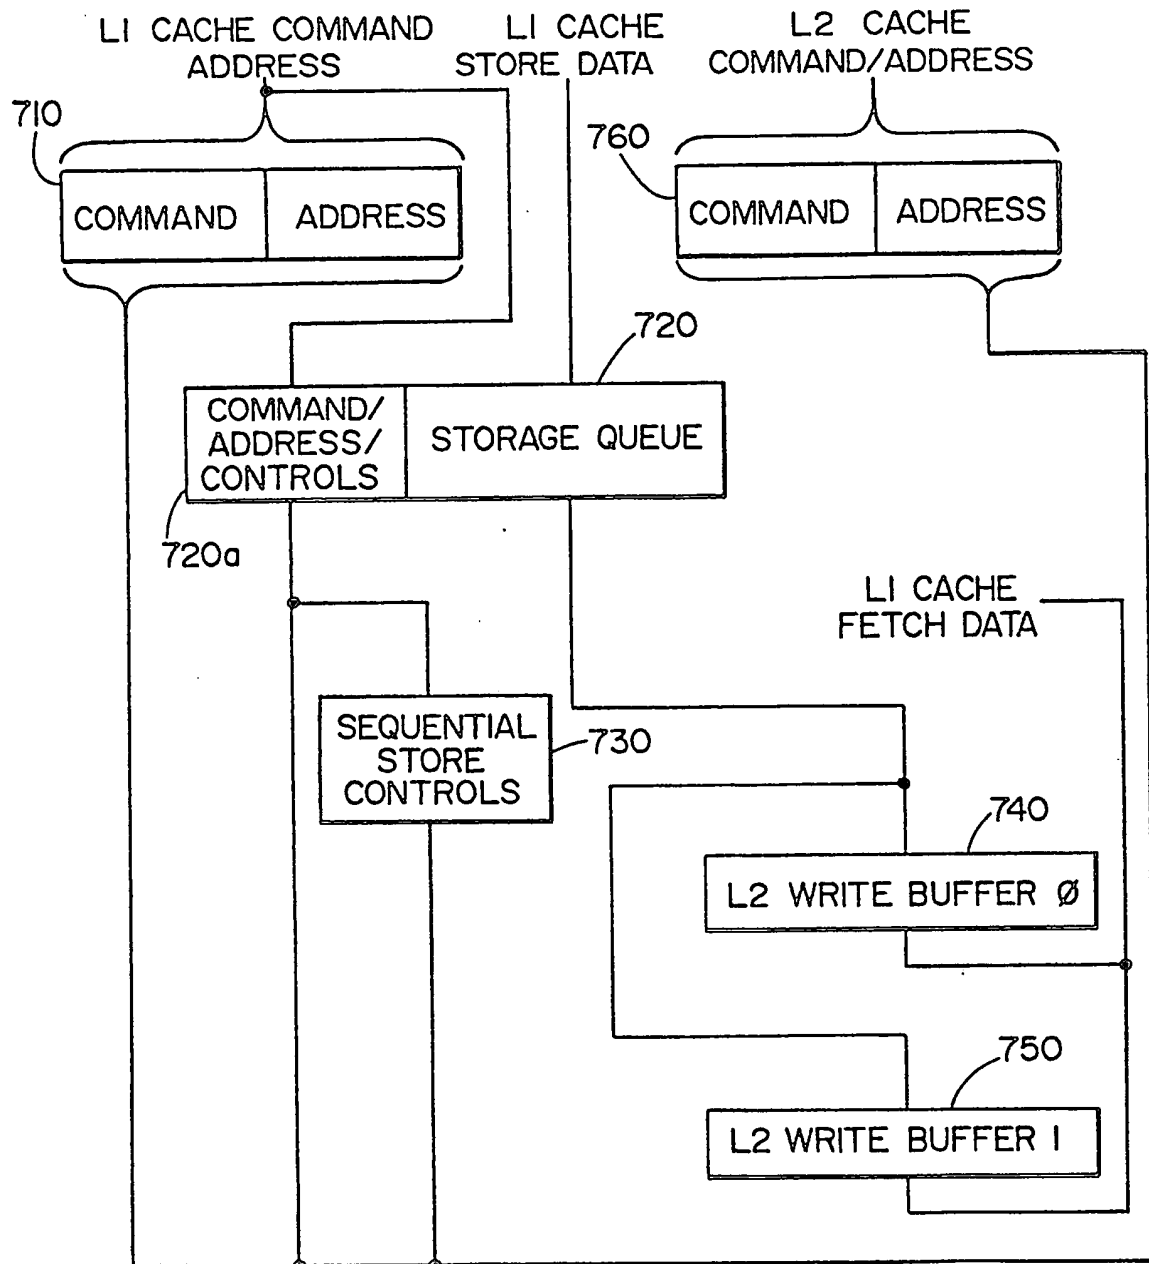 L1 CACHE COMMAND
ADDRESS
L1 CACHE
STORE DATA
L2 CACHE
COMMAND/ADDRESS
710
760
COMMAND
ADDRESS
COMMAND
ADDRESS
720
COMMAND/
ADDRESS/
CONTROLS
STORAGE QUEUE
720a
L1 CACHE
FETCH DATA
SEQUENTIAL
STORE
CONTROLS
730
740
L2 WRITE BUFFER Ø
750
L2 WRITE BUFFER 1